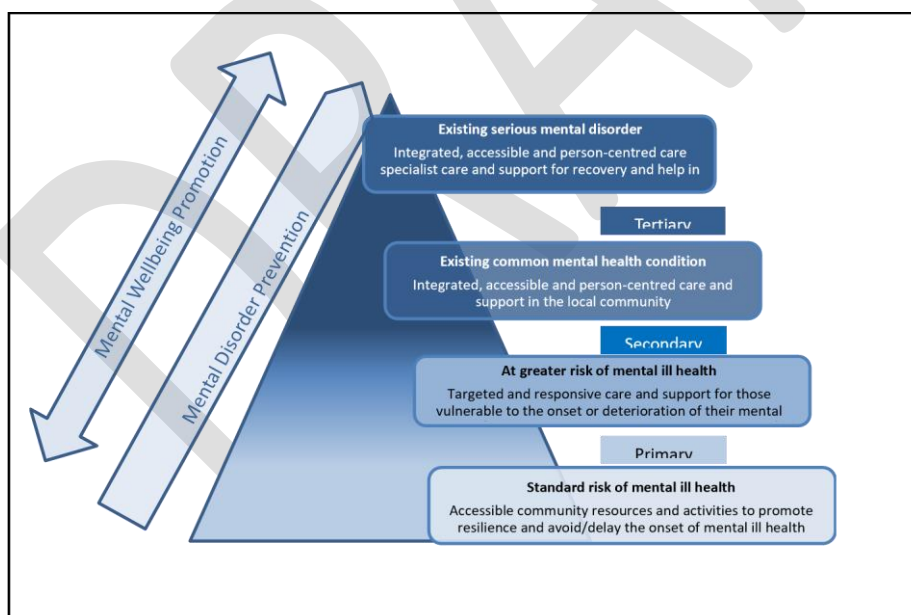 DRAFT
Mental Wellbeing Promotion
Mental Disorder Prevention
Existing serious mental disorder
Integrated, accessible and person-centred care
specialist care and support for recovery and help in
Tertiary
Existing common mental health condition
Integrated, accessible and person-centred care and
support in the local community
Secondary
At greater risk of mental ill health
Targeted and responsive care and support for those
vulnerable to the onset or deterioration of their mental
Primary
Standard risk of mental ill health
Accessible community resources and activities to promote
resilience and avoid/delay the onset of mental ill health